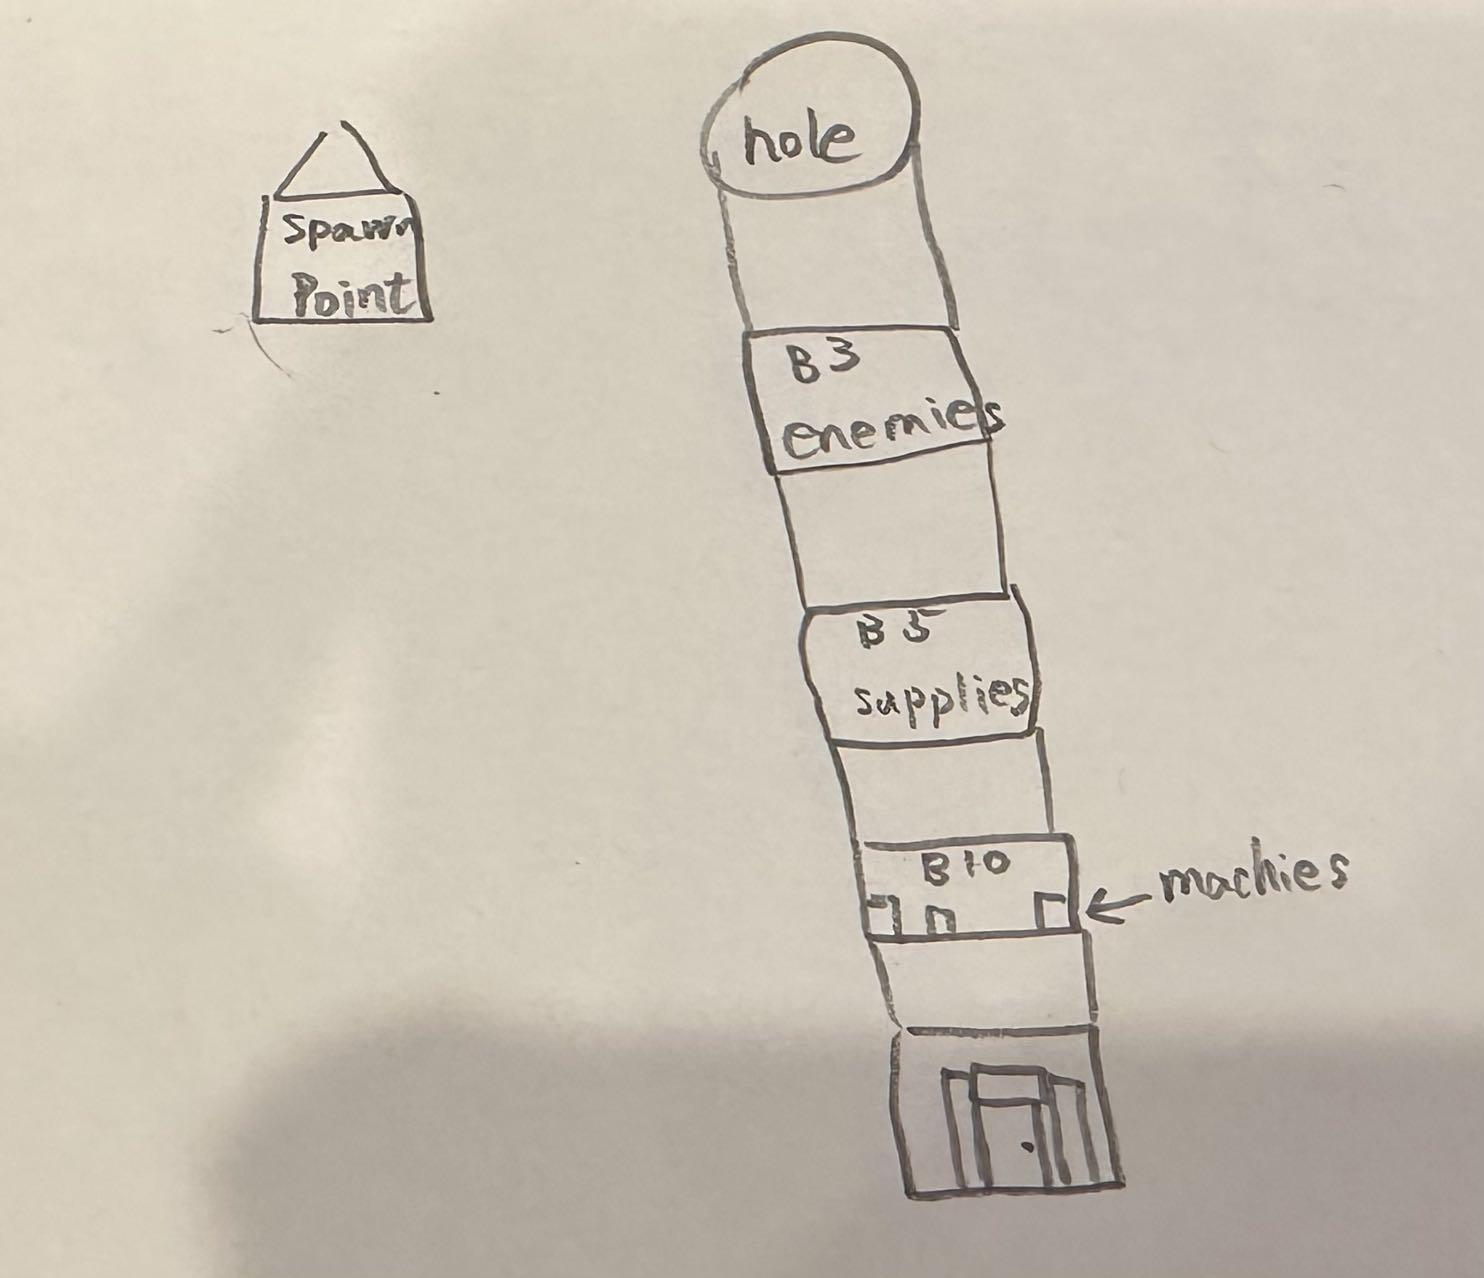 hole
Spawn
Point
B3
enemies
B5
supplies
B10
machies